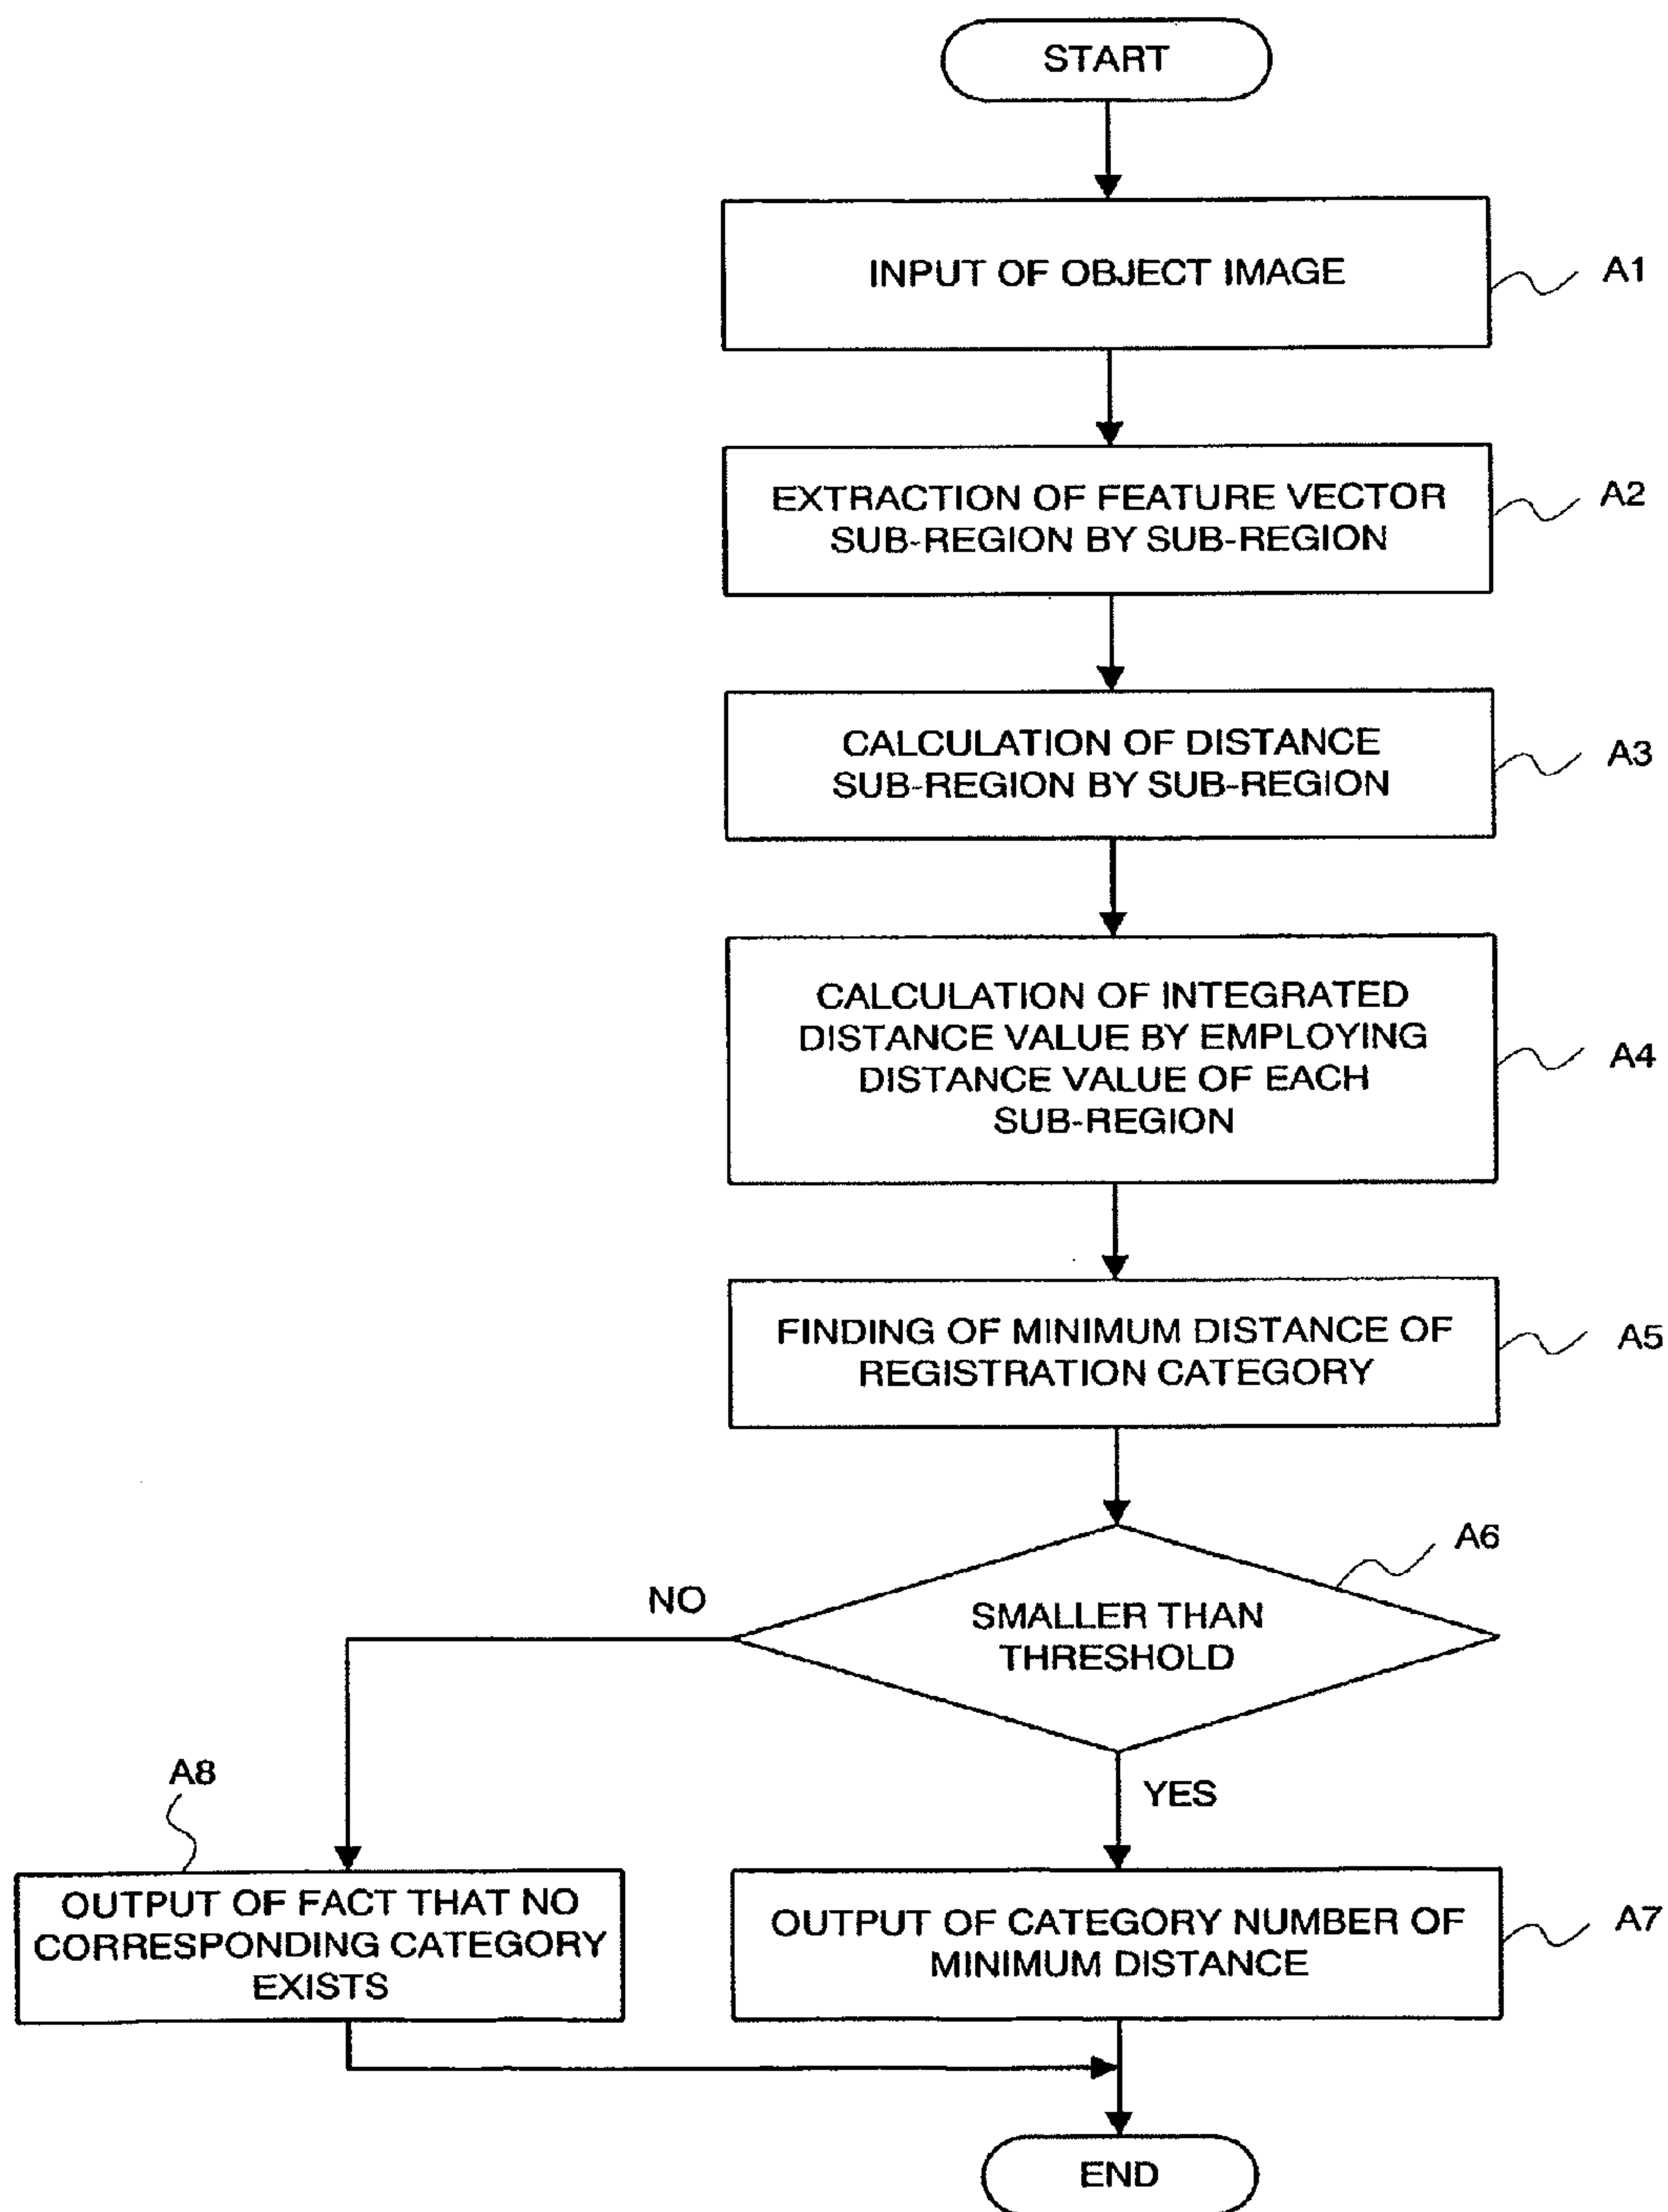 START
INPUT OF OBJECT IMAGE
A1
EXTRACTION OF FEATURE VECTOR
SUB-REGION BY SUB-REGION
A2
CALCULATION OF DISTANCE
SUB-REGION BY SUB-REGION
A3
CALCULATION OF INTEGRATED
DISTANCE VALUE BY EMPLOYING
DISTANCE VALUE OF EACH
SUB-REGION
A4
FINDING OF MINIMUM DISTANCE OF
REGISTRATION CATEGORY
A5
A6
NO
SMALLER THAN
THRESHOLD
YES
A8
OUTPUT OF FACT THAT NO
CORRESPONDING CATEGORY
EXISTS
OUTPUT OF CATEGORY NUMBER OF
MINIMUM DISTANCE
A7
END